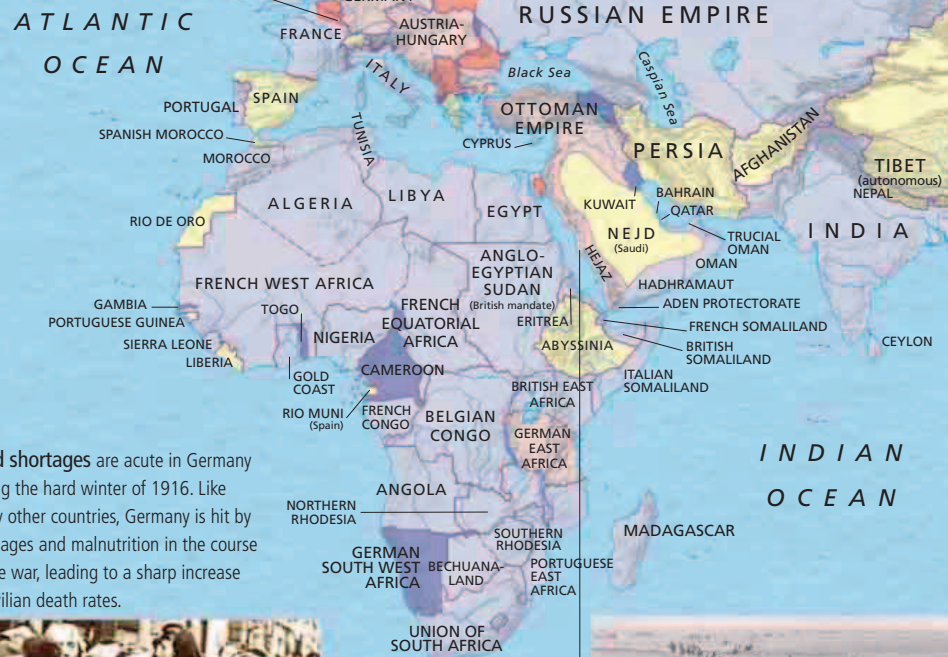 GERMANY
RUSSIAN EMPIRE
ATLANTIC
OCEAN
FRANCE
AUSTRIA-
HUNGARY
ITALY
Black Sea
Caspian Sea
PORTUGAL
SPAIN
OTTOMAN
EMPIRE
SPANISH MOROCCO
CYPRUS
TUNISIA
PERSIA
AFGHANISTAN
MOROCCO
TIBET
(autonomous)
NEPAL
ALGERIA
LIBYA
EGYPT
KUWAIT
BAHRAIN
QATAR
RIO DE ORO
NEJD
(Saudi)
TRUCIAL
OMAN
INDIA
OMAN
HEJAZ
ANGLO-
EGYPTIAN
SUDAN
(British mandate)
HADHRAMAUT
FRENCH WEST AFRICA
ADEN PROTECTORATE
GAMBIA
TOGO
FRENCH
EQUATORIAL
AFRICA
ERITREA
FRENCH SOMALILAND
PORTUGUESE GUINEA
NIGERIA
ABYSSINIA
BRITISH
SOMALILAND
SIERRA LEONE
CEYLON
LIBERIA
GOLD
COAST
CAMEROON
ITALIAN
SOMALILAND
BRITISH EAST
AFRICA
RIO MUNI
(Spain)
FRENCH
CONGO
BELGIAN
CONGO
GERMAN
EAST
AFRICA
INDIAN
OCEAN
d shortages are acute in Germany
g the hard winter of 1916. Like
y other countries, Germany is hit by
ages and malnutrition in the course
e war, leading to a sharp increase
vilian death rates.
ANGOLA
NORTHERN
RHODESIA
SOUTHERN
RHODESIA
MADAGASCAR
GERMAN
SOUTH WEST
AFRICA
BECHUANA-
LAND
PORTUGUESE
EAST
AFRICA
UNION OF
SOUTH AFRICA